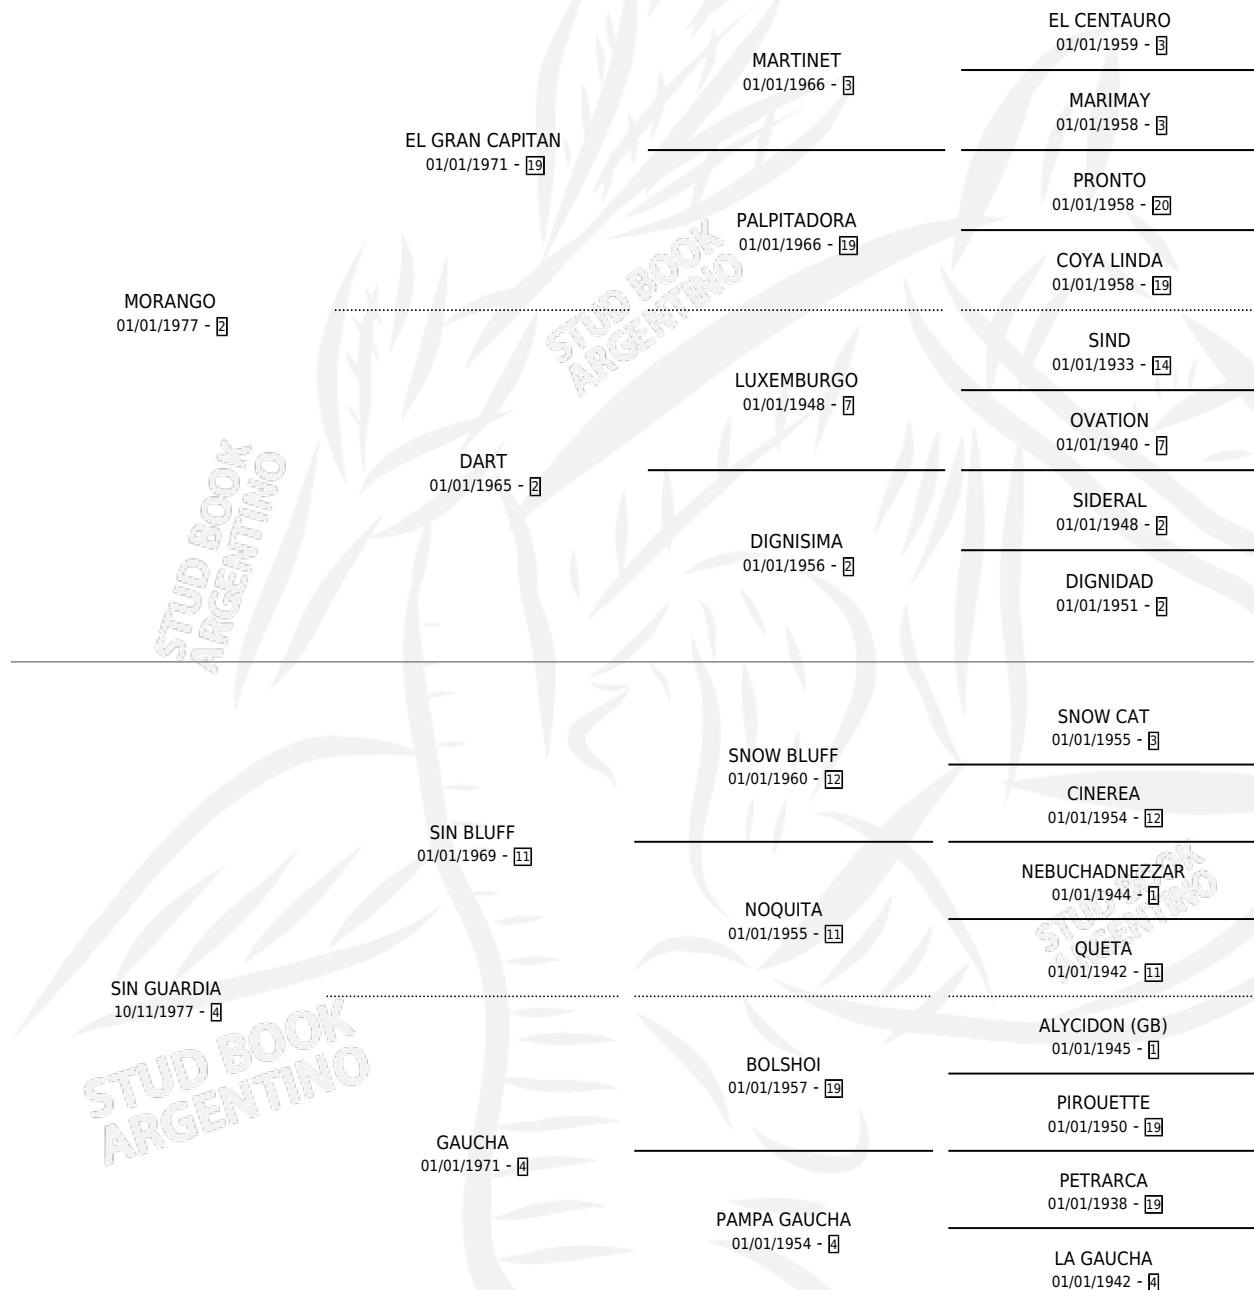 EL CENTAURO
01/01/1959 - 3
MARTINET
01/01/1966 - 3
MARIMAY
01/01/1958 - 3
EL GRAN CAPITAN
01/01/1971 - 19
PRONTO
01/01/1958 - 20
PALPITADORA
01/01/1966 - 19
COYA LINDA
01/01/1958 - 19
MORANGO
01/01/1977 - 2
SIND
01/01/1933 - 14
LUXEMBURGO
01/01/1948 - 7
OVATION
01/01/1940 - 7
DART
01/01/1965 - 2
SIDERAL
01/01/1948 - 2
DIGNISIMA
01/01/1956 - 2
DIGNIDAD
01/01/1951 - 2
STUD BOOK
ARGENTINO
STUD BOOK
ARGENTINO
SNOW CAT
01/01/1955 - 3
SNOW BLUFF
01/01/1960 - 12
CINEREA
01/01/1954 - 12
SIN BLUFF
01/01/1969 - 11
NEBUCHADNEZZAR
01/01/1944 - 1
NOQUITA
01/01/1955 - 11
QUETA
01/01/1942 - 11
SIN GUARDIA
10/11/1977 - 4
ALYCIDON (GB)
01/01/1945 - 1
BOLSHOI
01/01/1957 - 19
PIROUETTE
01/01/1950 - 19
GAUCHA
01/01/1971 - 4
PETRARCA
01/01/1938 - 19
PAMPA GAUCHA
01/01/1954 - 4
LA GAUCHA
01/01/1942 - 4
STUD BOOK
ARGENTINO
STUD BOOK
ARGENTINO